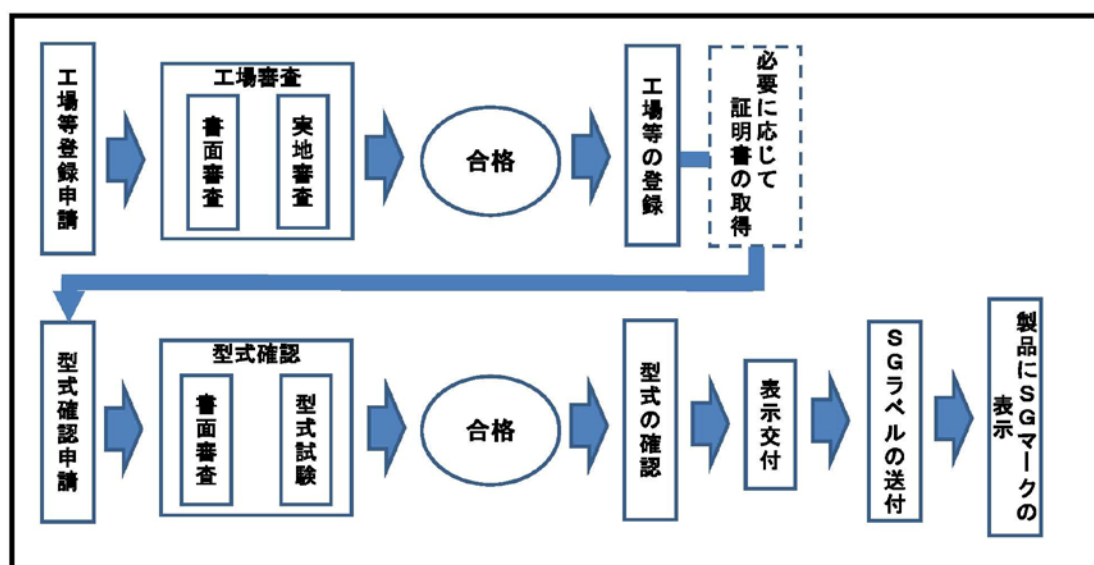 工場等登録申請
工場審査
書面審査
実地審査
合格
工場等の登録
必要に応じて
証明書の取得
型式確認申請
型式確認
書面審査
型式試験
合格
型式の確認
表示交付
SGラベルの送付
製品にSGマークの
表示